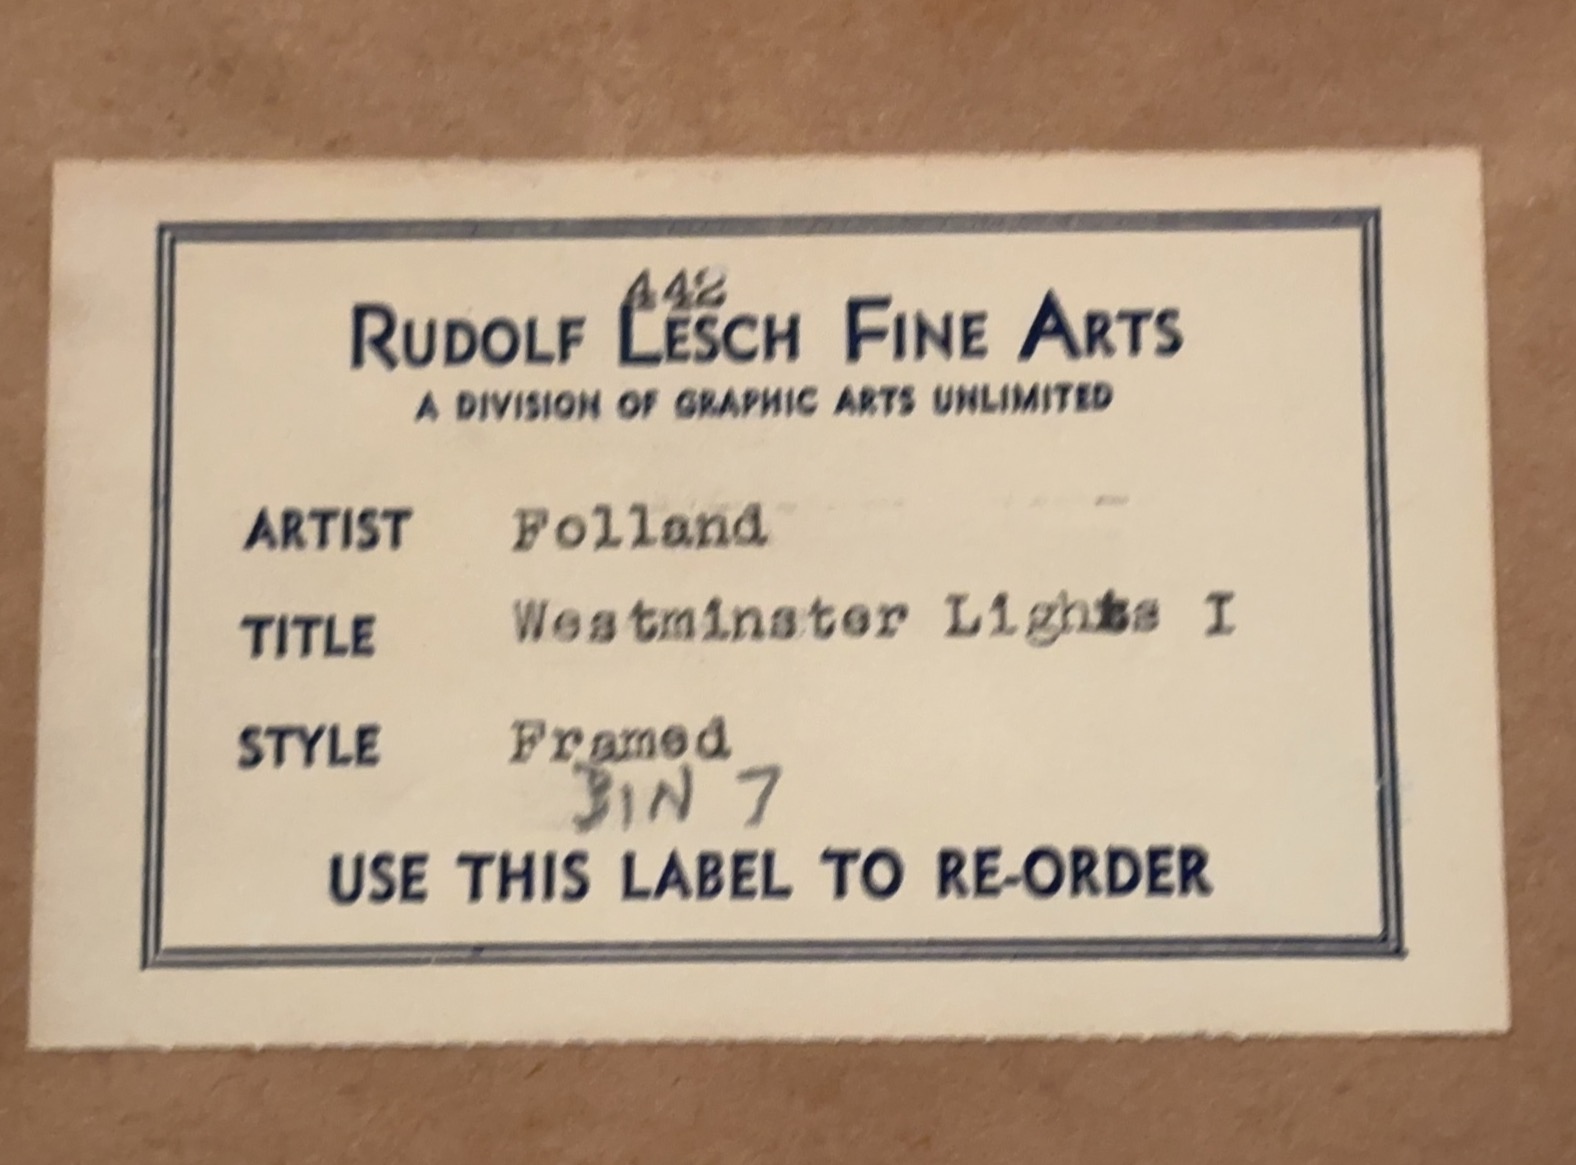 442
RUDOLF LESCH FINE ARTS
A DIVISION OF GRAPHIC ARTS UNLIMITED
ARTIST Folland
TITLE Westminster Lights I
STYLE Framed
BIN 7
USE THIS LABEL TO RE-ORDER